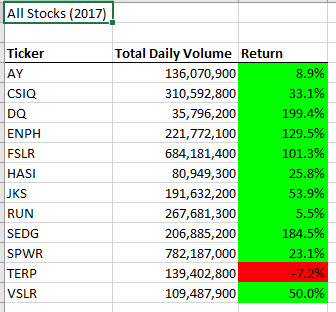 All Stocks (2017)
Ticker Total Daily Volume Return
AY 136,070,900 8.9%
CSIQ 310,592,800 33.1%
DQ 35,796,200 199.4%
ENPH 221,772,100 129.5%
FSLR 684,181,400 101.3%
HASI 80,949,300 25.8%
JKS 191,632,200 53.9%
RUN 267,681,300 5.5%
SEDG 206,885,200 184.5%
SPWR 782,187,000 23.1%
TERP 139,402,800 -7.2%
VSLR 109,487,900 50.0%